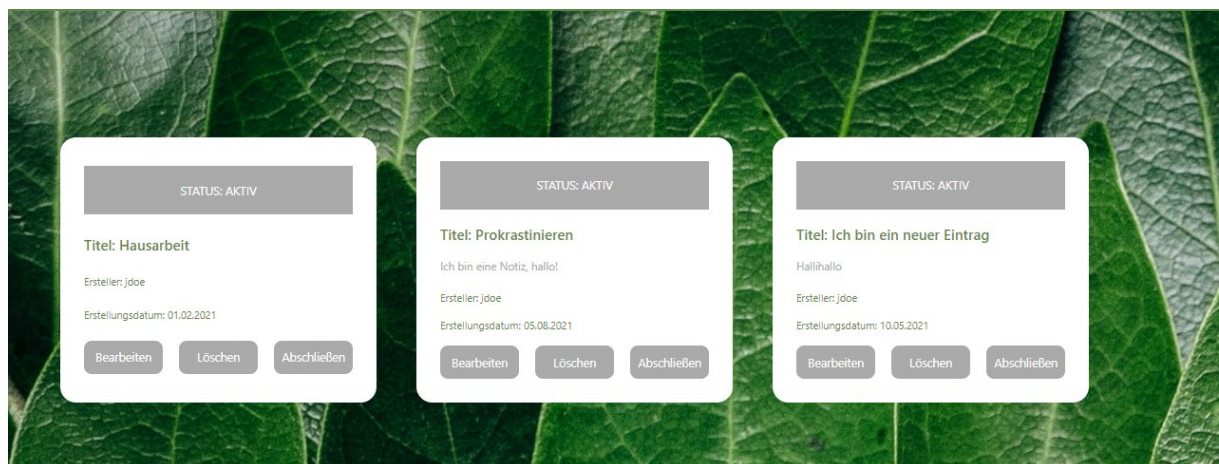 STATUS: AKTIV
Titel: Hausarbeit
Ersteller: jdoe
Erstellungsdatum: 01.02.2021
Bearbeiten Löschen Abschließen
STATUS: AKTIV
Titel: Prokrastinieren
Ich bin eine Notiz, hallo!
Ersteller: jdoe
Erstellungsdatum: 05.08.2021
Bearbeiten Löschen Abschließen
STATUS: AKTIV
Titel: Ich bin ein neuer Eintrag
Hallihallo
Ersteller: jdoe
Erstellungsdatum: 10.05.2021
Bearbeiten Löschen Abschließen